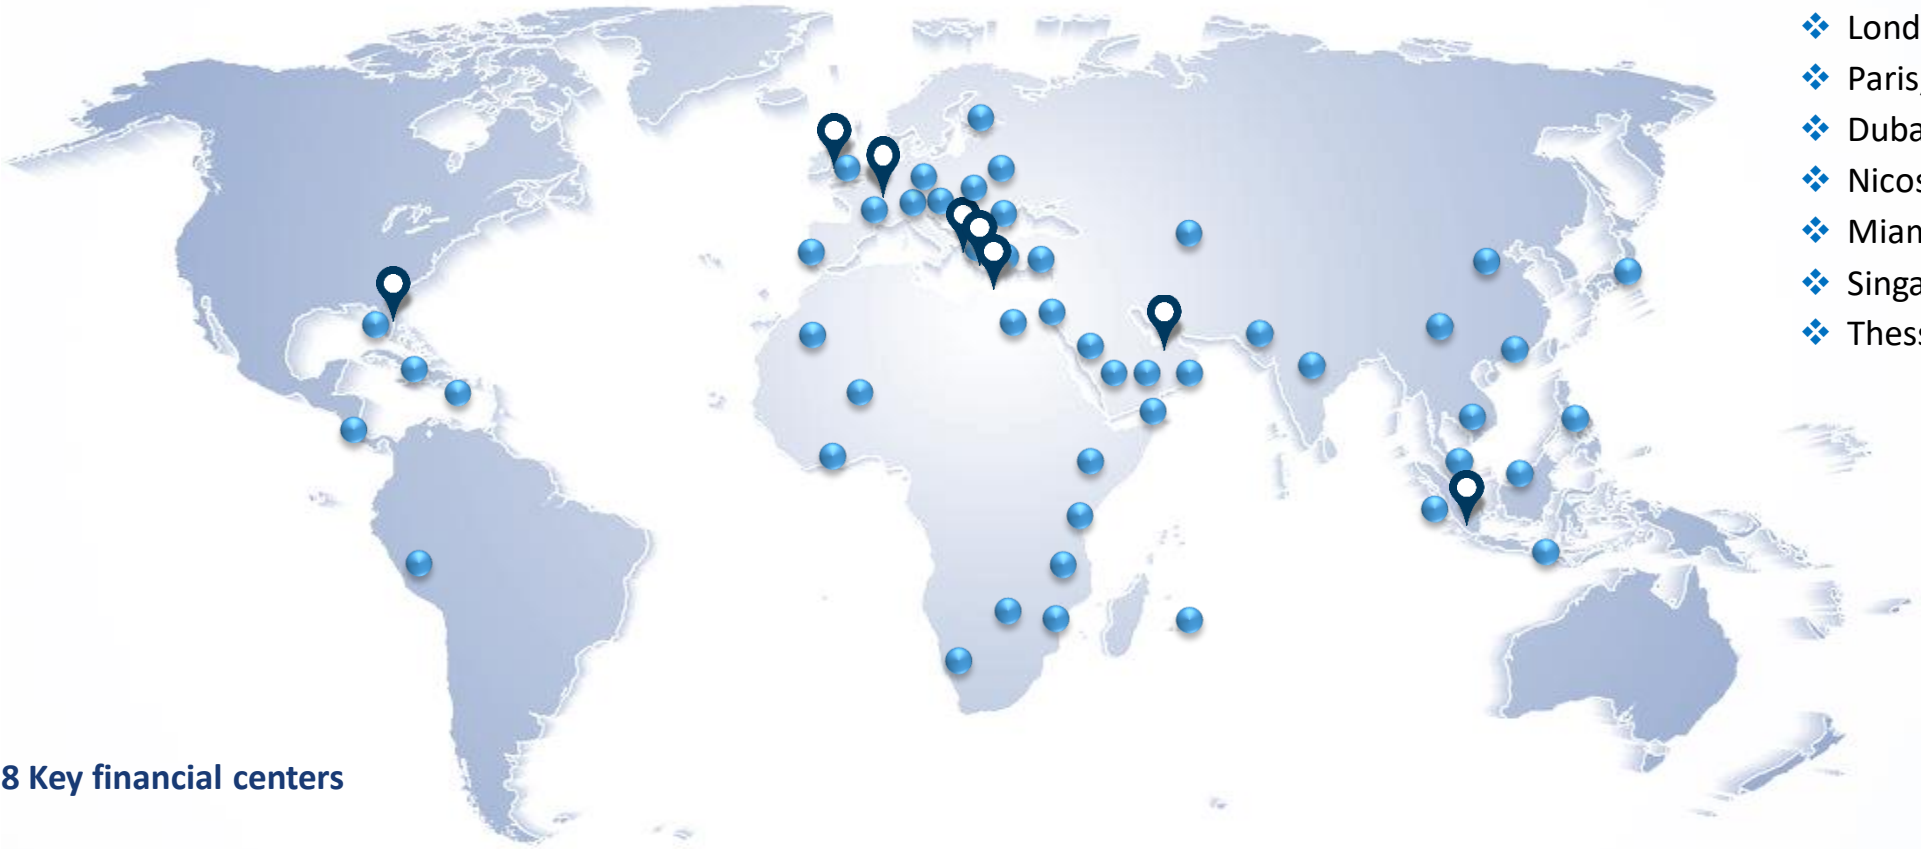 Lond
Paris,
Duba
Nicos
Mian
Singa
Thess
8 Key financial centers